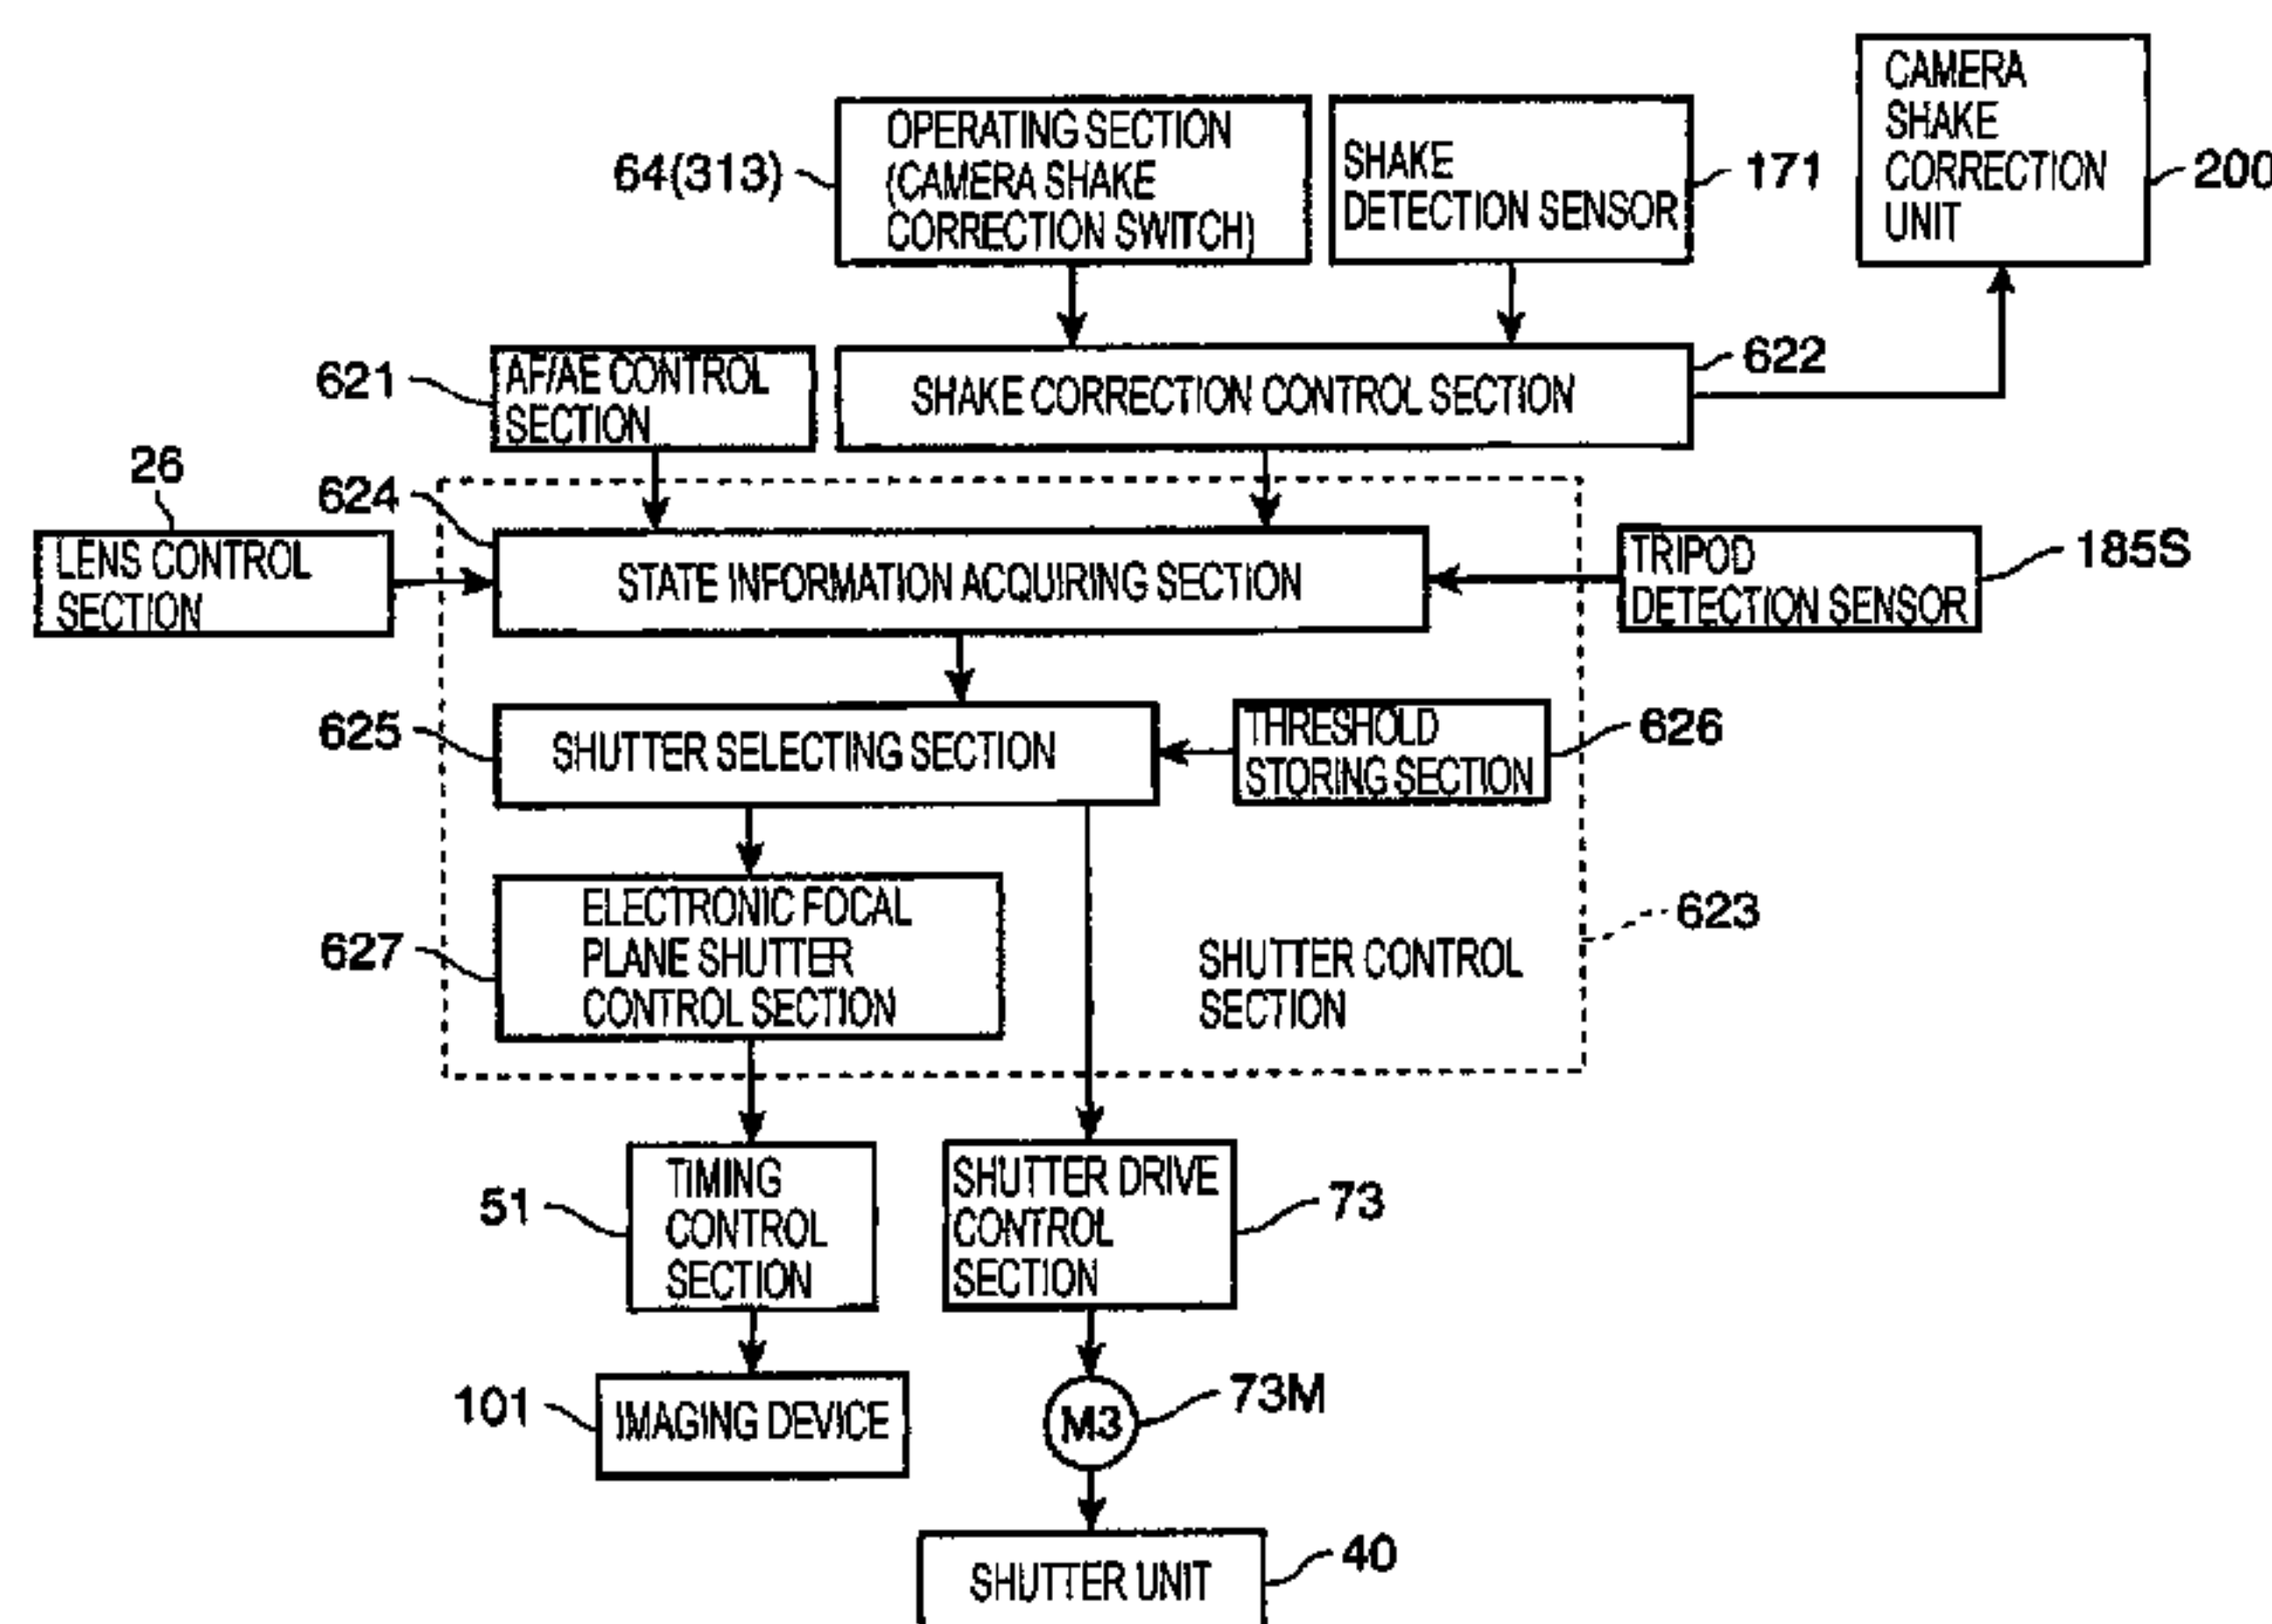 OPERATING SECTION
(CAMERA SHAKE
CORRECTION SWITCH)
64(313)
SHAKE
DETECTION SENSOR
171
CAMERA
SHAKE
CORRECTION
UNIT
200
621
AF/AE CONTROL
SECTION
SHAKE CORRECTION CONTROL SECTION
622
26
LENS CONTROL
SECTION
624
STATE INFORMATION ACQUIRING SECTION
TRIPOD
DETECTION SENSOR
185S
625
SHUTTER SELECTING SECTION
THRESHOLD
STORING SECTION
626
627
ELECTRONIC FOCAL
PLANE SHUTTER
CONTROL SECTION
SHUTTER CONTROL
SECTION
623
51
TIMING
CONTROL
SECTION
SHUTTER DRIVE
CONTROL
SECTION
73
101
IMAGING DEVICE
M3
73M
SHUTTER UNIT
40